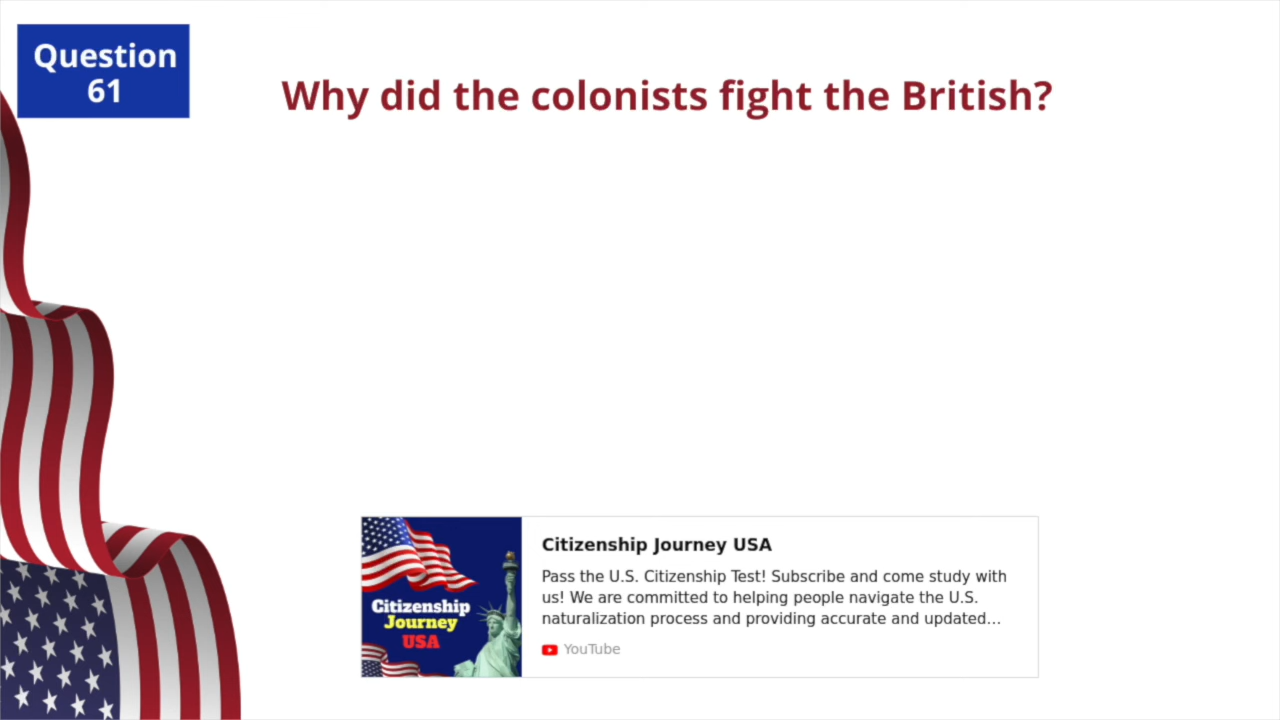 Question
61
Why did the colonists fight the British?
Citizenship
Journey
USA
Citizenship Journey USA
Pass the U.S. Citizenship Test! Subscribe and come study with
us! We are committed to helping people navigate the U.S.
naturalization process and providing accurate and updated...
YouTube